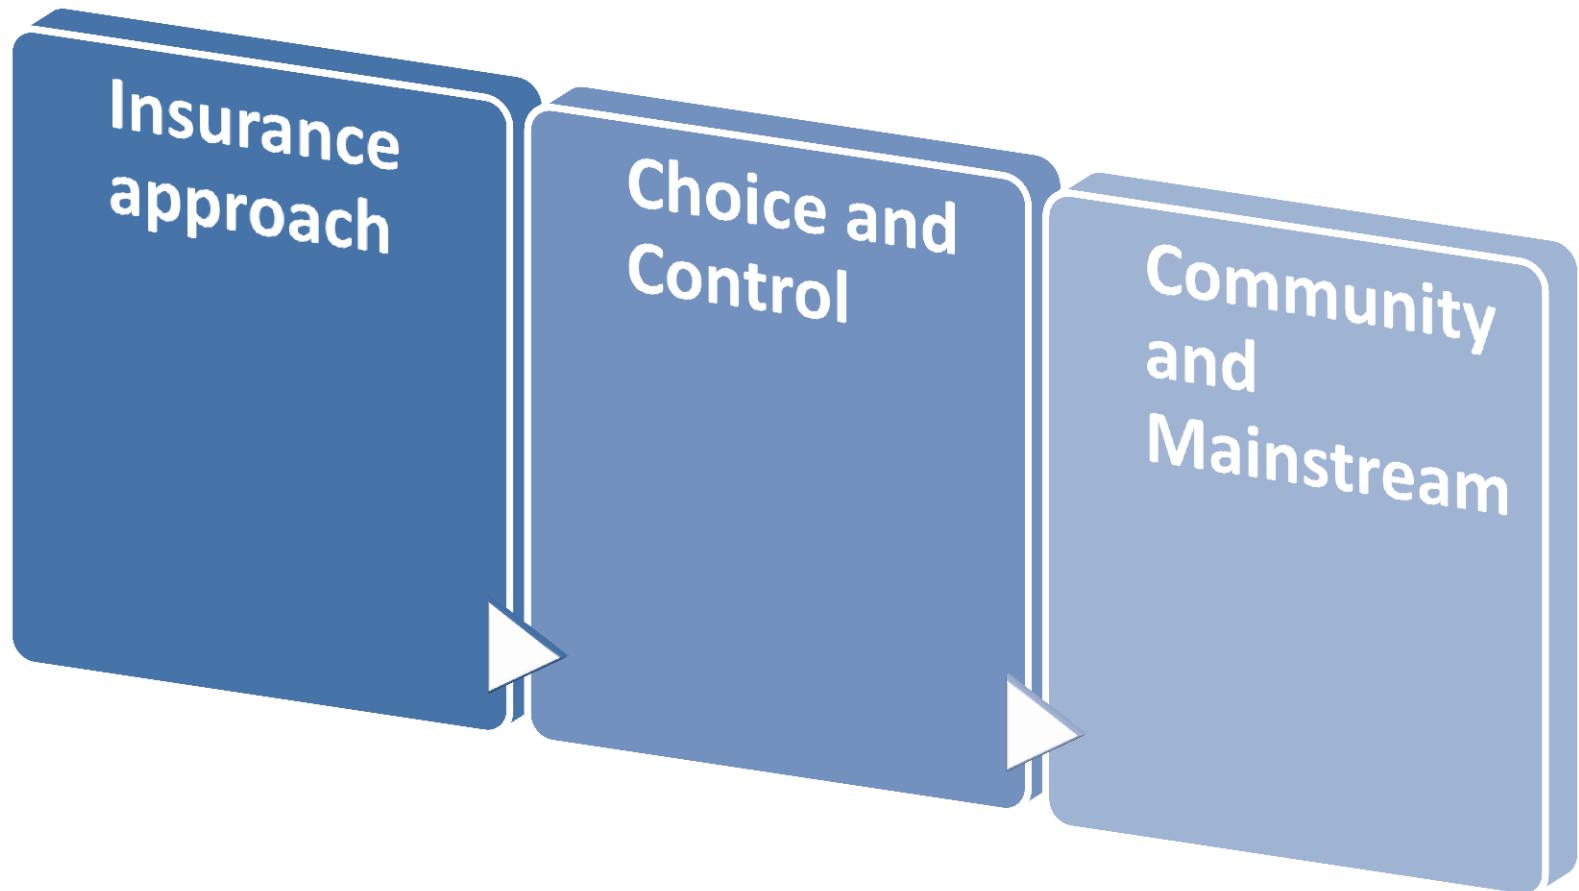 Insurance
approach
Choice and
Control
Community
and
Mainstream